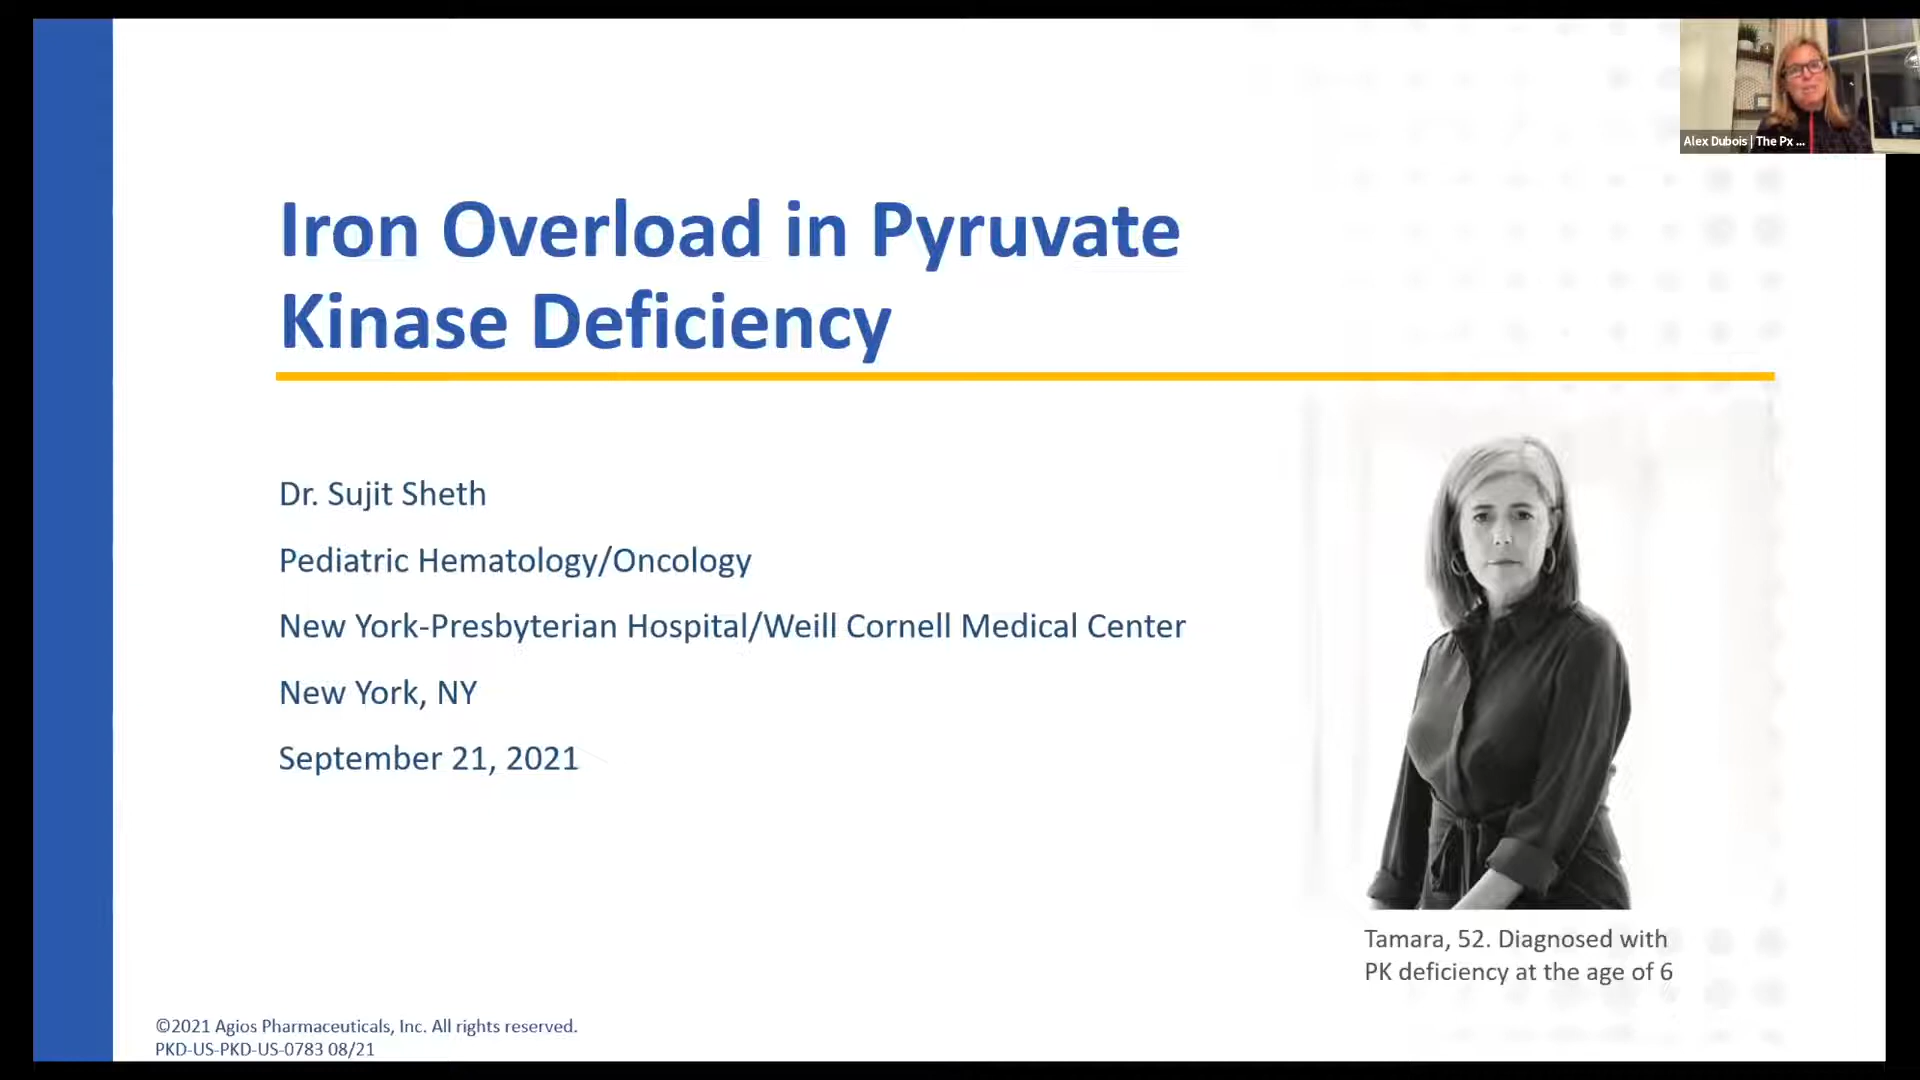 Alex Dubois | The Px ...
Iron Overload in Pyruvate
Kinase Deficiency
Dr. Sujit Sheth
Pediatric Hematology/Oncology
New York-Presbyterian Hospital/Weill Cornell Medical Center
New York, NY
September 21, 2021
Tamara, 52. Diagnosed with
PK deficiency at the age of 6
©2021 Agios Pharmaceuticals, Inc. All rights reserved.
PKD-US-PKD-US-0783 08/21